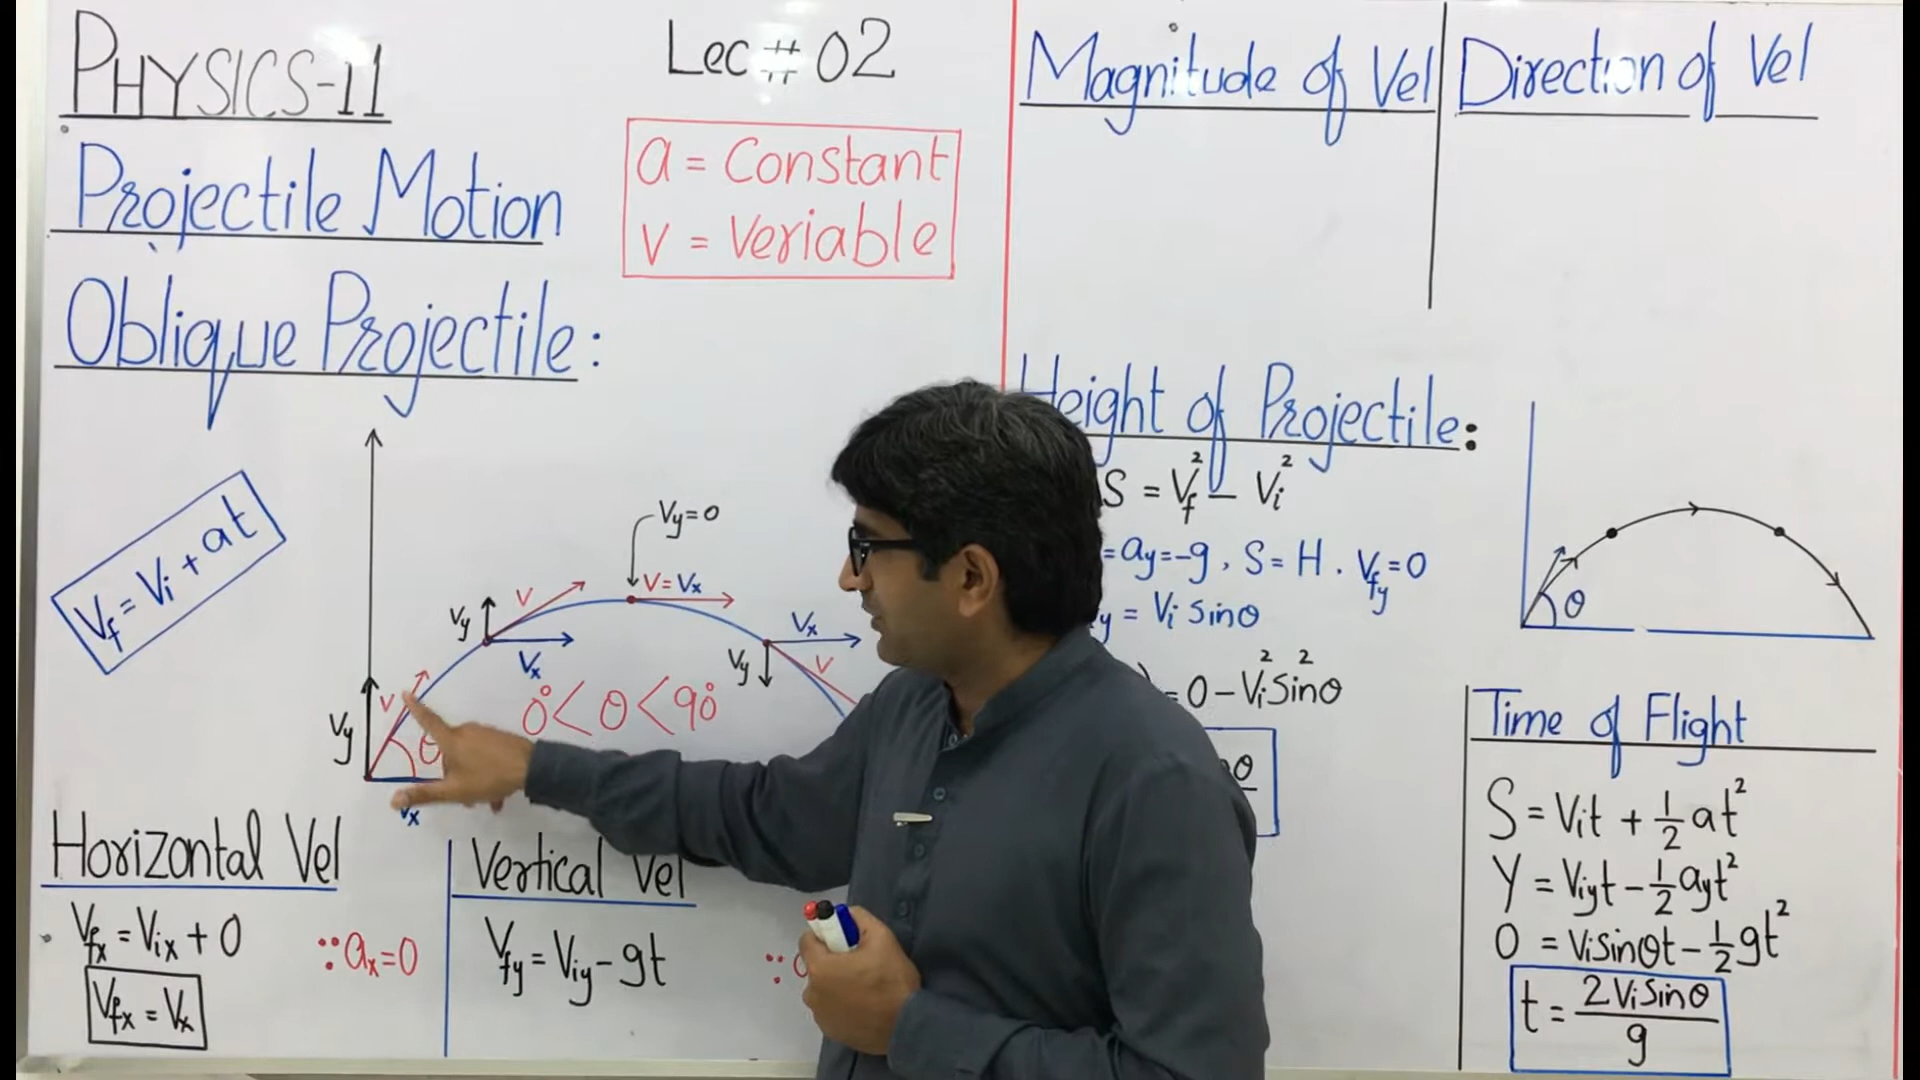 PHYSICS-11
Lec # 02
Projectile Motion
a = Constant
v = Veriable
Oblique Projectile:
Vf = Vi + at
Vy=0
V=Vx
Vy
V
Vx
Vx
Vy
V
V
Vy
θ
Vx
0°<θ<90°
Horizontal Vel
Vfx = Vix + 0
∵ax=0
Vfx = Vx
Vertical Vel
Vfy = Viy - gt
∵
Magnitude of Vel
Direction of Vel
Height of Projectile:
S = Vf² - Vi²
=ay=-g, S=H. Vfy=0
y = Vi Sinθ
=0-Vi²Sin²θ
θ
θ
Time of Flight
S = Vit + 1/2 at²
Y = Viyt - 1/2 ayt²
0 = ViSinθt - 1/2 gt²
t = 2ViSinθ/g